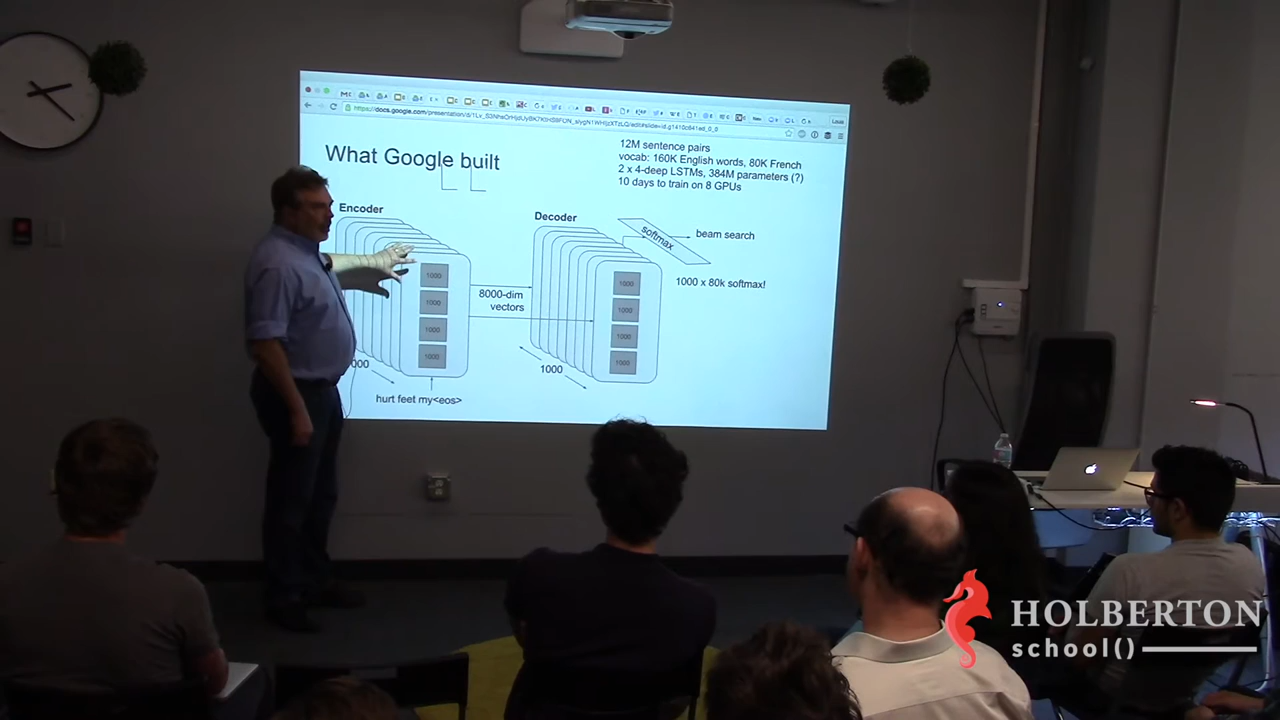 What Google built
12M sentence pairs
vocab: 160K English words, 80K French
2 x 4-deep LSTMs, 384M parameters (?)
10 days to train on 8 GPUs
Encoder
Decoder
softmax
beam search
1000 x 80k softmax!
8000-dim
vectors
1000
1000
1000
1000
1000
1000
1000
1000
1000
hurt feet my<eos>
HOLBERTON
school()